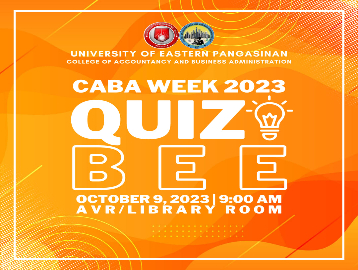 UNIVERSITY OF EASTERN PANGASINAN
COLLEGE OF ACCOUNTANCY AND BUSINESS ADMINISTRATION
CABA WEEK 2023
QUIZ
BEE
OCTOBER 9, 2023 | 9:00 AM
AVR/LIBRARY ROOM